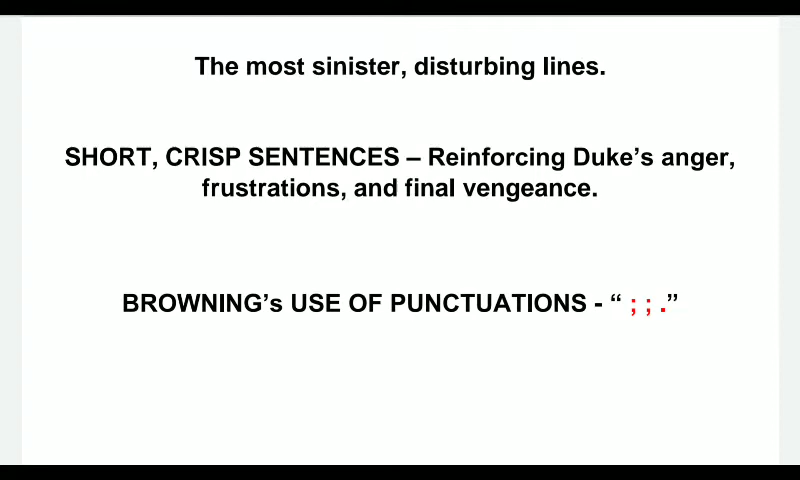 The most sinister, disturbing lines.
SHORT, CRISP SENTENCES – Reinforcing Duke’s anger,
frustrations, and final vengeance.
BROWNING’s USE OF PUNCTUATIONS - “ ; ; .”